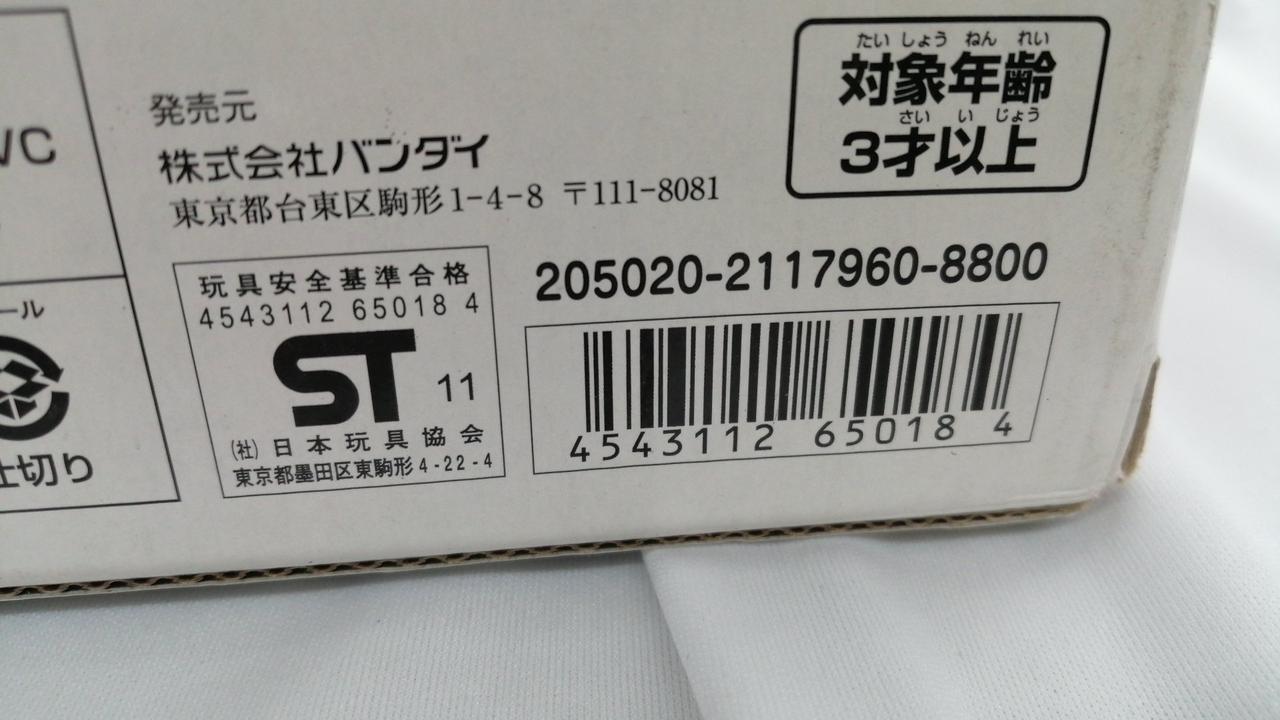 VC
ール
仕切り
発売元
株式会社バンダイ
東京都台東区駒形1-4-8 〒111-8081
たいしょうねんれい
対象年齢
さいいじょう
3才以上
玩具安全基準合格
4543112 65018 4
ST 11
(社)日本玩具協会
東京都墨田区東駒形4-22-4
205020-2117960-8800
4543112 65018 4